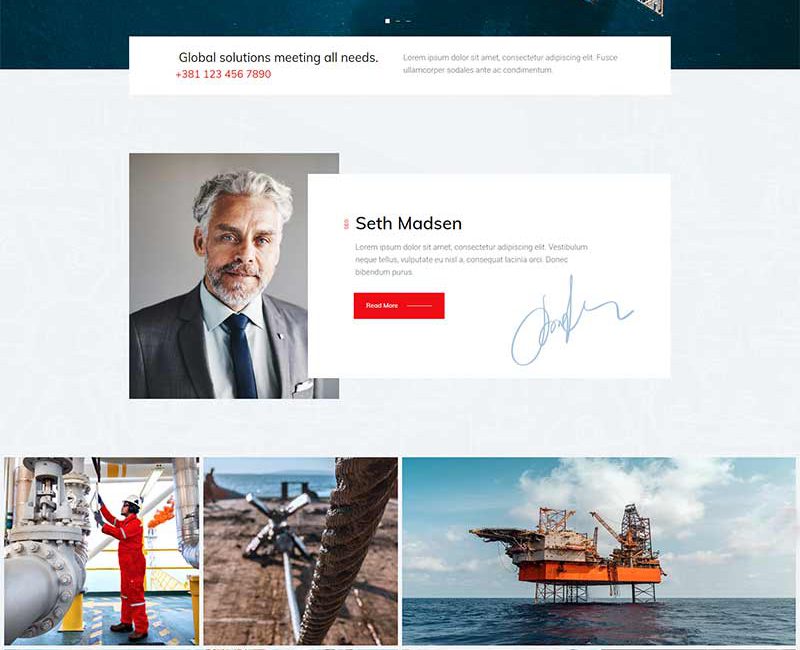 Global solutions meeting all needs.
+381 123 456 7890
Lorem ipsum dolor sit amet, consectetur adipiscing elit. Fusce
ullamcorper sodales ante ac condimentum.
CEO
Seth Madsen
Lorem ipsum dolor sit amet, consectetur adipiscing elit. Vestibulum
neque tellus, vulputate eu nisl a, consequat lacinia orci. Donec
bibendum purus.
Read More